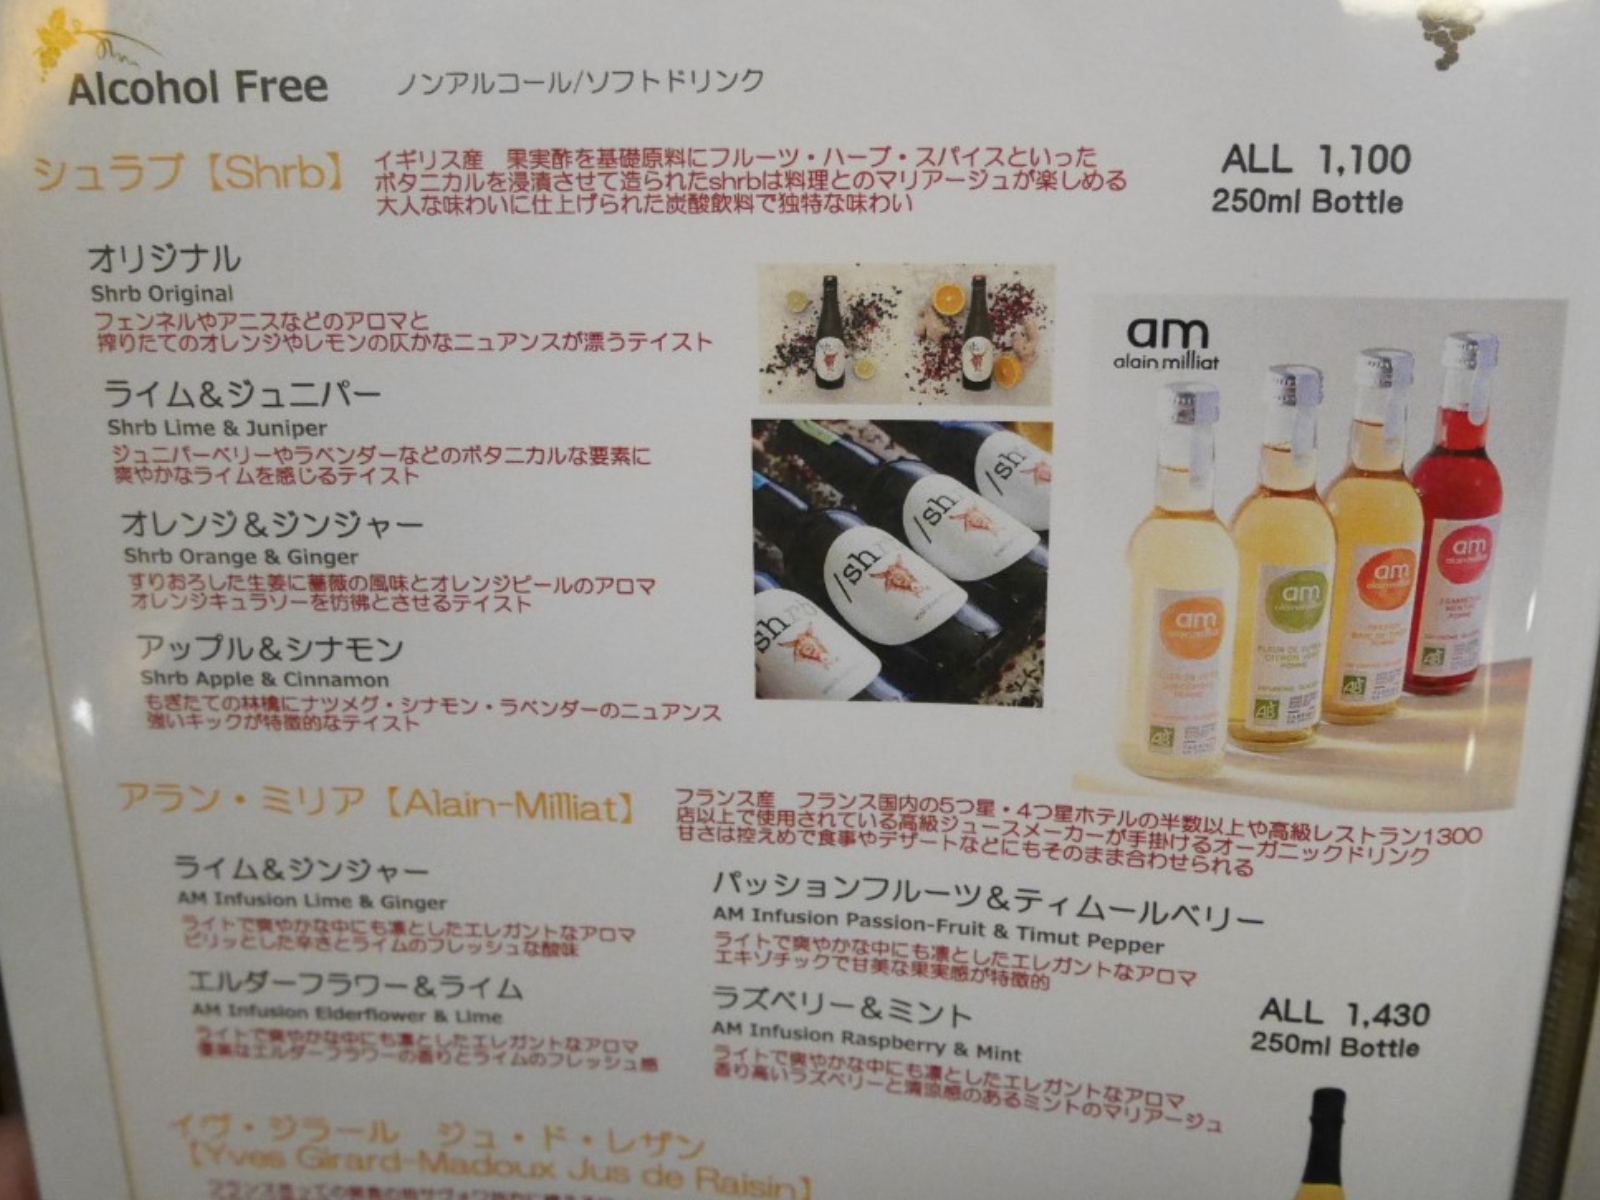 Alcohol Free ノンアルコール/ソフトドリンク
シュラブ【Shrb】
イギリス産 果実酢を基礎原料にフルーツ・ハーブ・スパイスといった
ボタニカルを浸漬させて造られたshrbは料理とのマリアージュが楽しめる
大人な味わいに仕上げられた炭酸飲料で独特な味わい
ALL 1,100
250ml Bottle
オリジナル
Shrb Original
フェンネルやアニスなどのアロマと
搾りたてのオレンジやレモンの仄かなニュアンスが漂うテイスト
ライム&ジュニパー
Shrb Lime & Juniper
ジュニパーベリーやラベンダーなどのボタニカルな要素に
爽やかなライムを感じるテイスト
オレンジ&ジンジャー
Shrb Orange & Ginger
すりおろした生姜に薔薇の風味とオレンジピールのアロマ
オレンジキュラソーを彷彿とさせるテイスト
アップル&シナモン
Shrb Apple & Cinnamon
もぎたての林檎にナツメグ・シナモン・ラベンダーのニュアンス
強いキックが特徴的なテイスト
/shr
/sh
/sh
shrb
am
alain milliat
am
am
am
am
アラン・ミリア【Alain-Milliat】
フランス産 フランス国内の5つ星・4つ星ホテルの半数以上や高級レストラン1300
店以上で使用されている高級ジュースメーカーが手掛けるオーガニックドリンク
甘さは控えめで食事やデザートなどにもそのまま合わせられる
ライム&ジンジャー
AM Infusion Lime & Ginger
ライトで爽やかな中にも凛としたエレガントなアロマ
ピリッとした辛さとライムのフレッシュな酸味
エルダーフラワー&ライム
AM Infusion Elderflower & Lime
ライトで爽やかな中にも凛としたエレガントなアロマ
優美なエルダーフラワーの香りとライムのフレッシュ感
パッションフルーツ&ティムールベリー
AM Infusion Passion-Fruit & Timut Pepper
ライトで爽やかな中にも凛としたエレガントなアロマ
エキゾチックで甘美な果実感が特徴的
ラズベリー&ミント
AM Infusion Raspberry & Mint
ライトで爽やかな中にも凛としたエレガントなアロマ
香り高いラズベリーと清涼感のあるミントのマリアージュ
ALL 1,430
250ml Bottle
イヴ・ジラール ジュ・ド・レザン
【Yves Girard-Madoux Jus de Raisin】